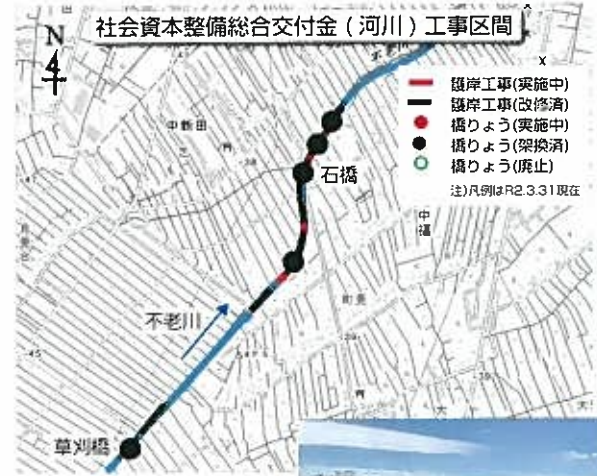 社会資本整備総合交付金(河川)工事区間
N
護岸工事(実施中)
護岸工事(改修済)
橋りょう(実施中)
橋りょう(架換済)
橋りょう(廃止)
注)凡例はR2.3.31現在
中新田
石橋
中福
不老川
草刈橋